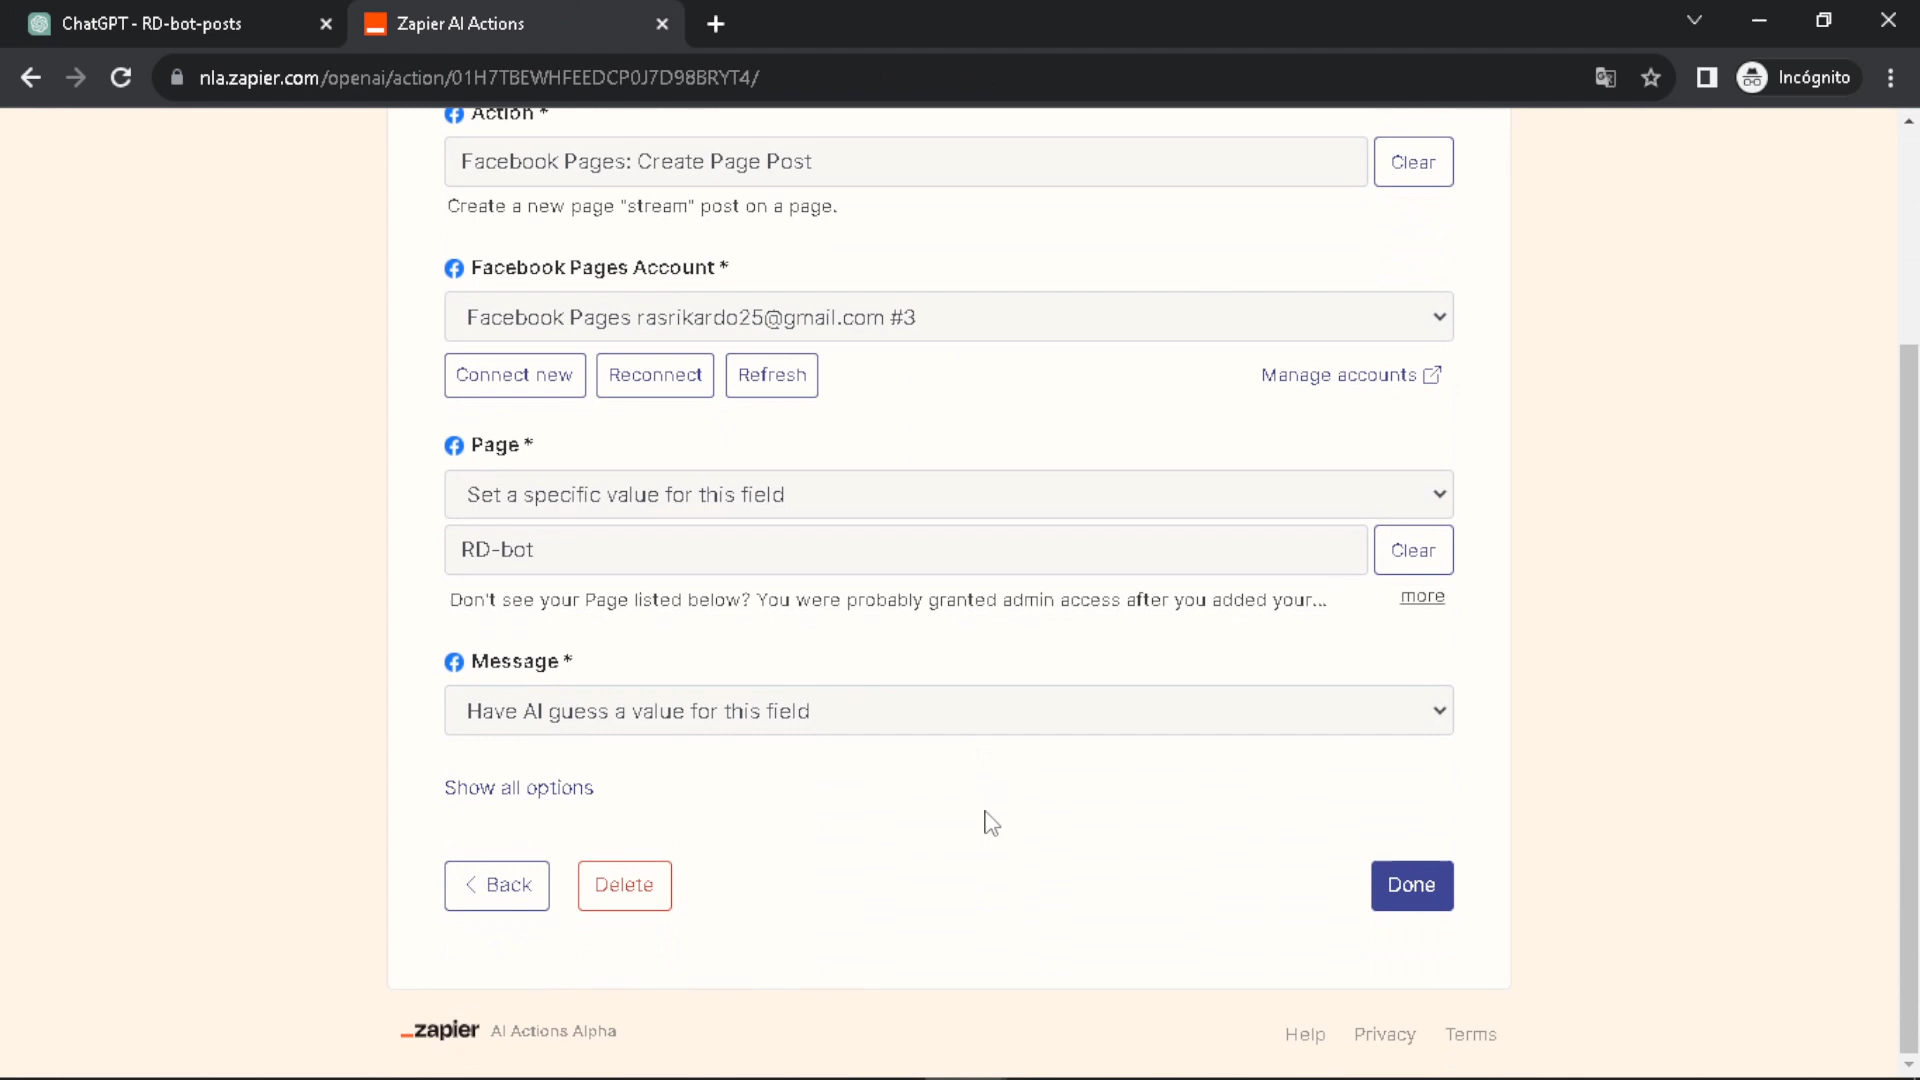 ChatGPT - RD-bot-posts
Zapier AI Actions
nla.zapier.com/openai/action/01H7TBEWHFEEDCP0J7D98BRYT4/
Incógnito
Action *
Facebook Pages: Create Page Post
Clear
Create a new page "stream" post on a page.
Facebook Pages Account *
Facebook Pages rasrikardo25@gmail.com #3
Connect new
Reconnect
Refresh
Manage accounts
Page *
Set a specific value for this field
RD-bot
Clear
Don't see your Page listed below? You were probably granted admin access after you added your...
more
Message *
Have AI guess a value for this field
Show all options
Back
Delete
Done
zapier AI Actions Alpha
Help
Privacy
Terms